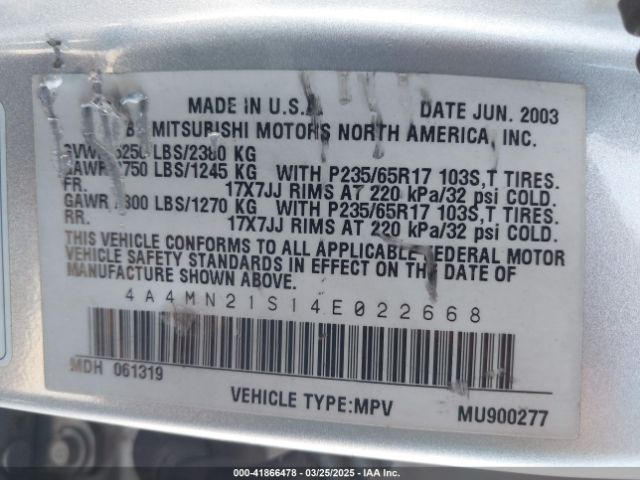 MADE IN U.S.A DATE JUN. 2003
MITSUBISHI MOTORS NORTH AMERICA, INC.
LBS/2380 KG
GAWR 2750 LBS/1245 KG WITH P235/65R17 103S,T TIRES.
FR. 17X7JJ RIMS AT 220 kPa/32 psi COLD.
GAWR LBS/1270 KG WITH P235/65R17 103S,T TIRES.
RR. 17X7JJ RIMS AT 220 kPa/32 psi COLD.
THIS VEHICLE CONFORMS TO ALL APPLICABLE FEDERAL MOTOR
VEHICLE SAFETY STANDARDS IN EFFECT ON THE DATE OF
MANUFACTURE SHOWN ABOVE.
4A4MN21S14E022668
MDH 061319
VEHICLE TYPE:MPV MU900277
000-41866478 - 03/25/2025 - IAA Inc.